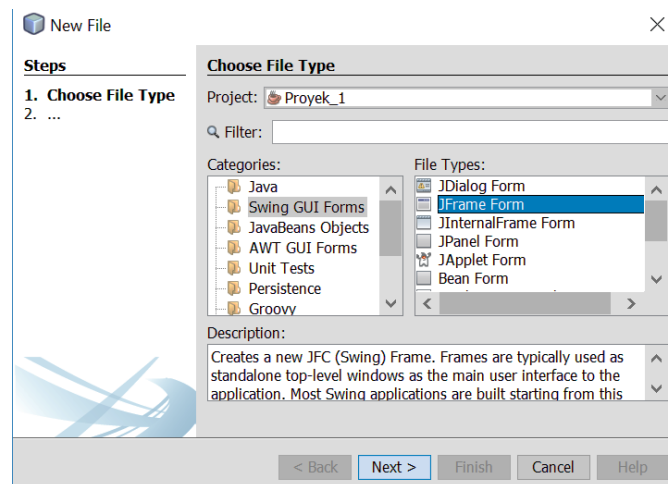 New File
Steps
1. Choose File Type
2. ...
Choose File Type
Project: Proyek_1
Filter:
Categories:
Java
Swing GUI Forms
JavaBeans Objects
AWT GUI Forms
Unit Tests
Persistence
Groovy
File Types:
JDialog Form
JFrame Form
JInternalFrame Form
JPanel Form
JApplet Form
Bean Form
Description:
Creates a new JFC (Swing) Frame. Frames are typically used as
standalone top-level windows as the main user interface to the
application. Most Swing applications are built starting from this
< Back
Next >
Finish
Cancel
Help